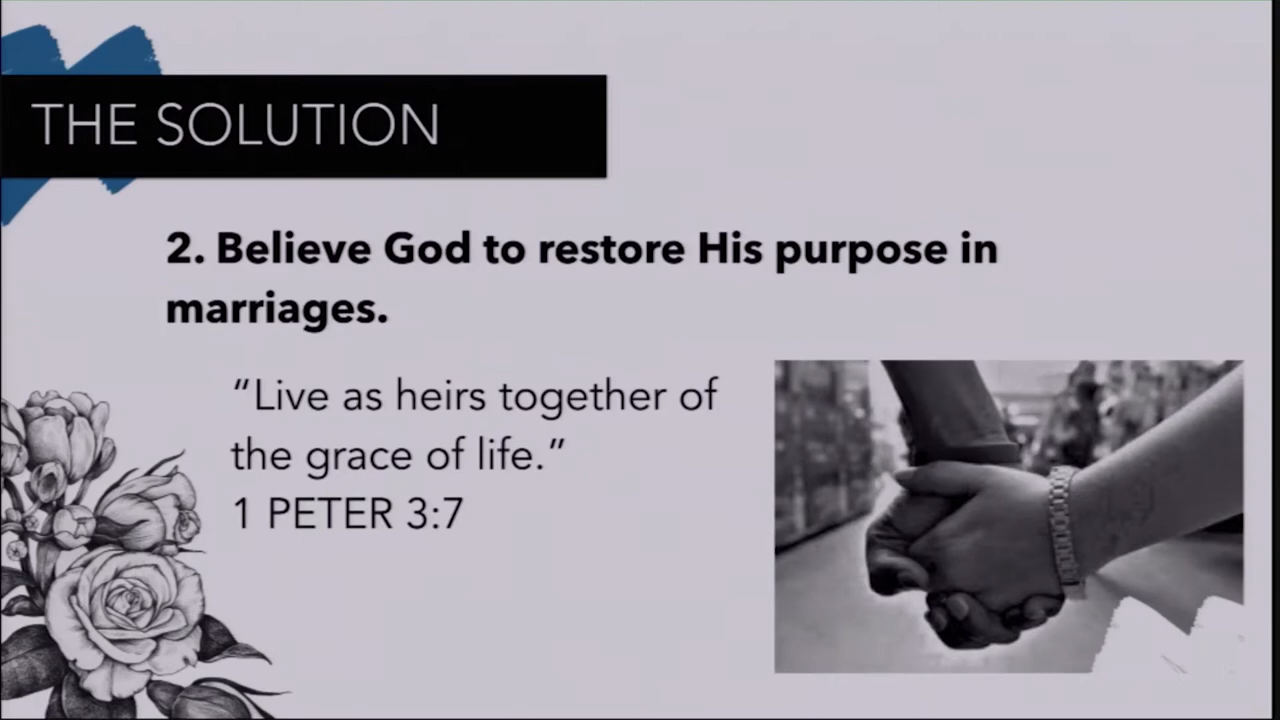 THE SOLUTION
2. Believe God to restore His purpose in
marriages.
“Live as heirs together of
the grace of life.”
1 PETER 3:7